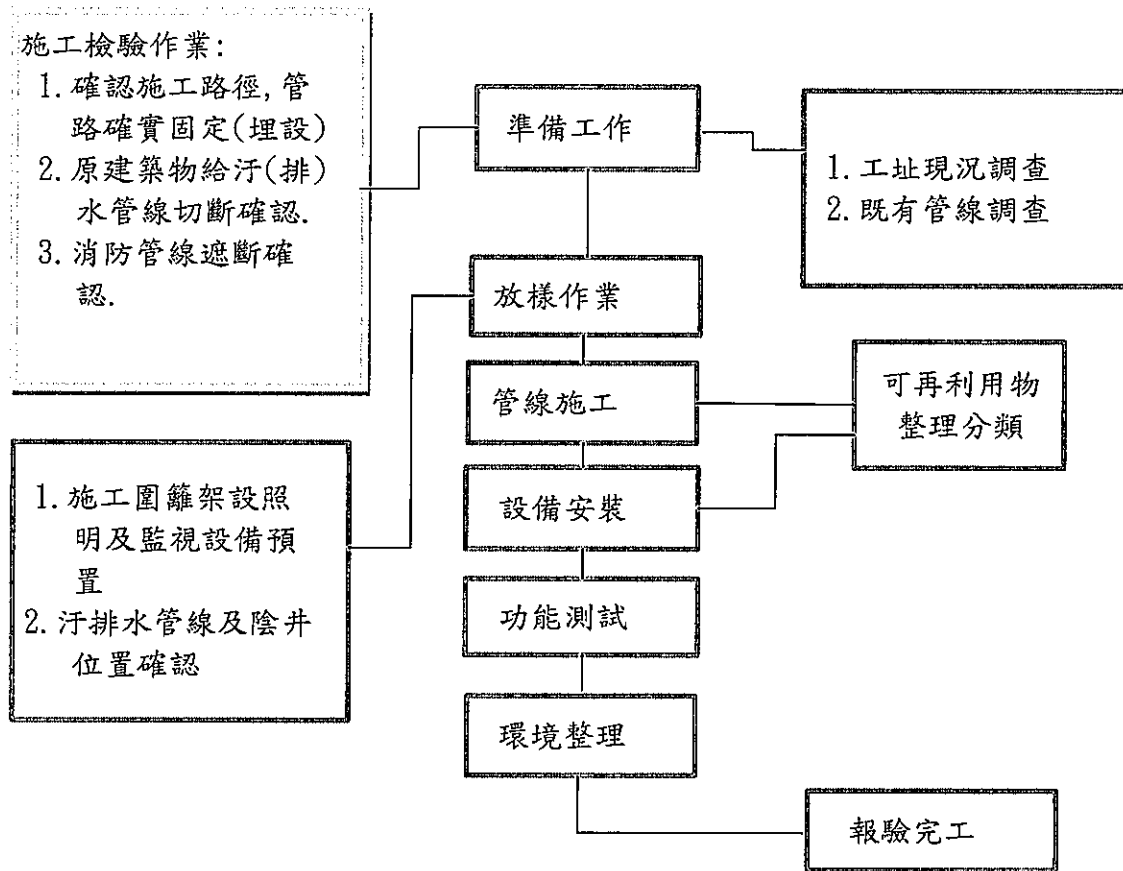 施工檢驗作業:
1. 確認施工路徑, 管
路確實固定(埋設)
2. 原建築物給汙(排)
水管線切斷確認.
3. 消防管線遮斷確
認.
準備工作
1. 工址現況調查
2. 既有管線調查
放樣作業
管線施工
可再利用物
整理分類
1. 施工圍籬架設照
明及監視設備預
置
2. 汙排水管線及陰井
位置確認
設備安裝
功能測試
環境整理
報驗完工